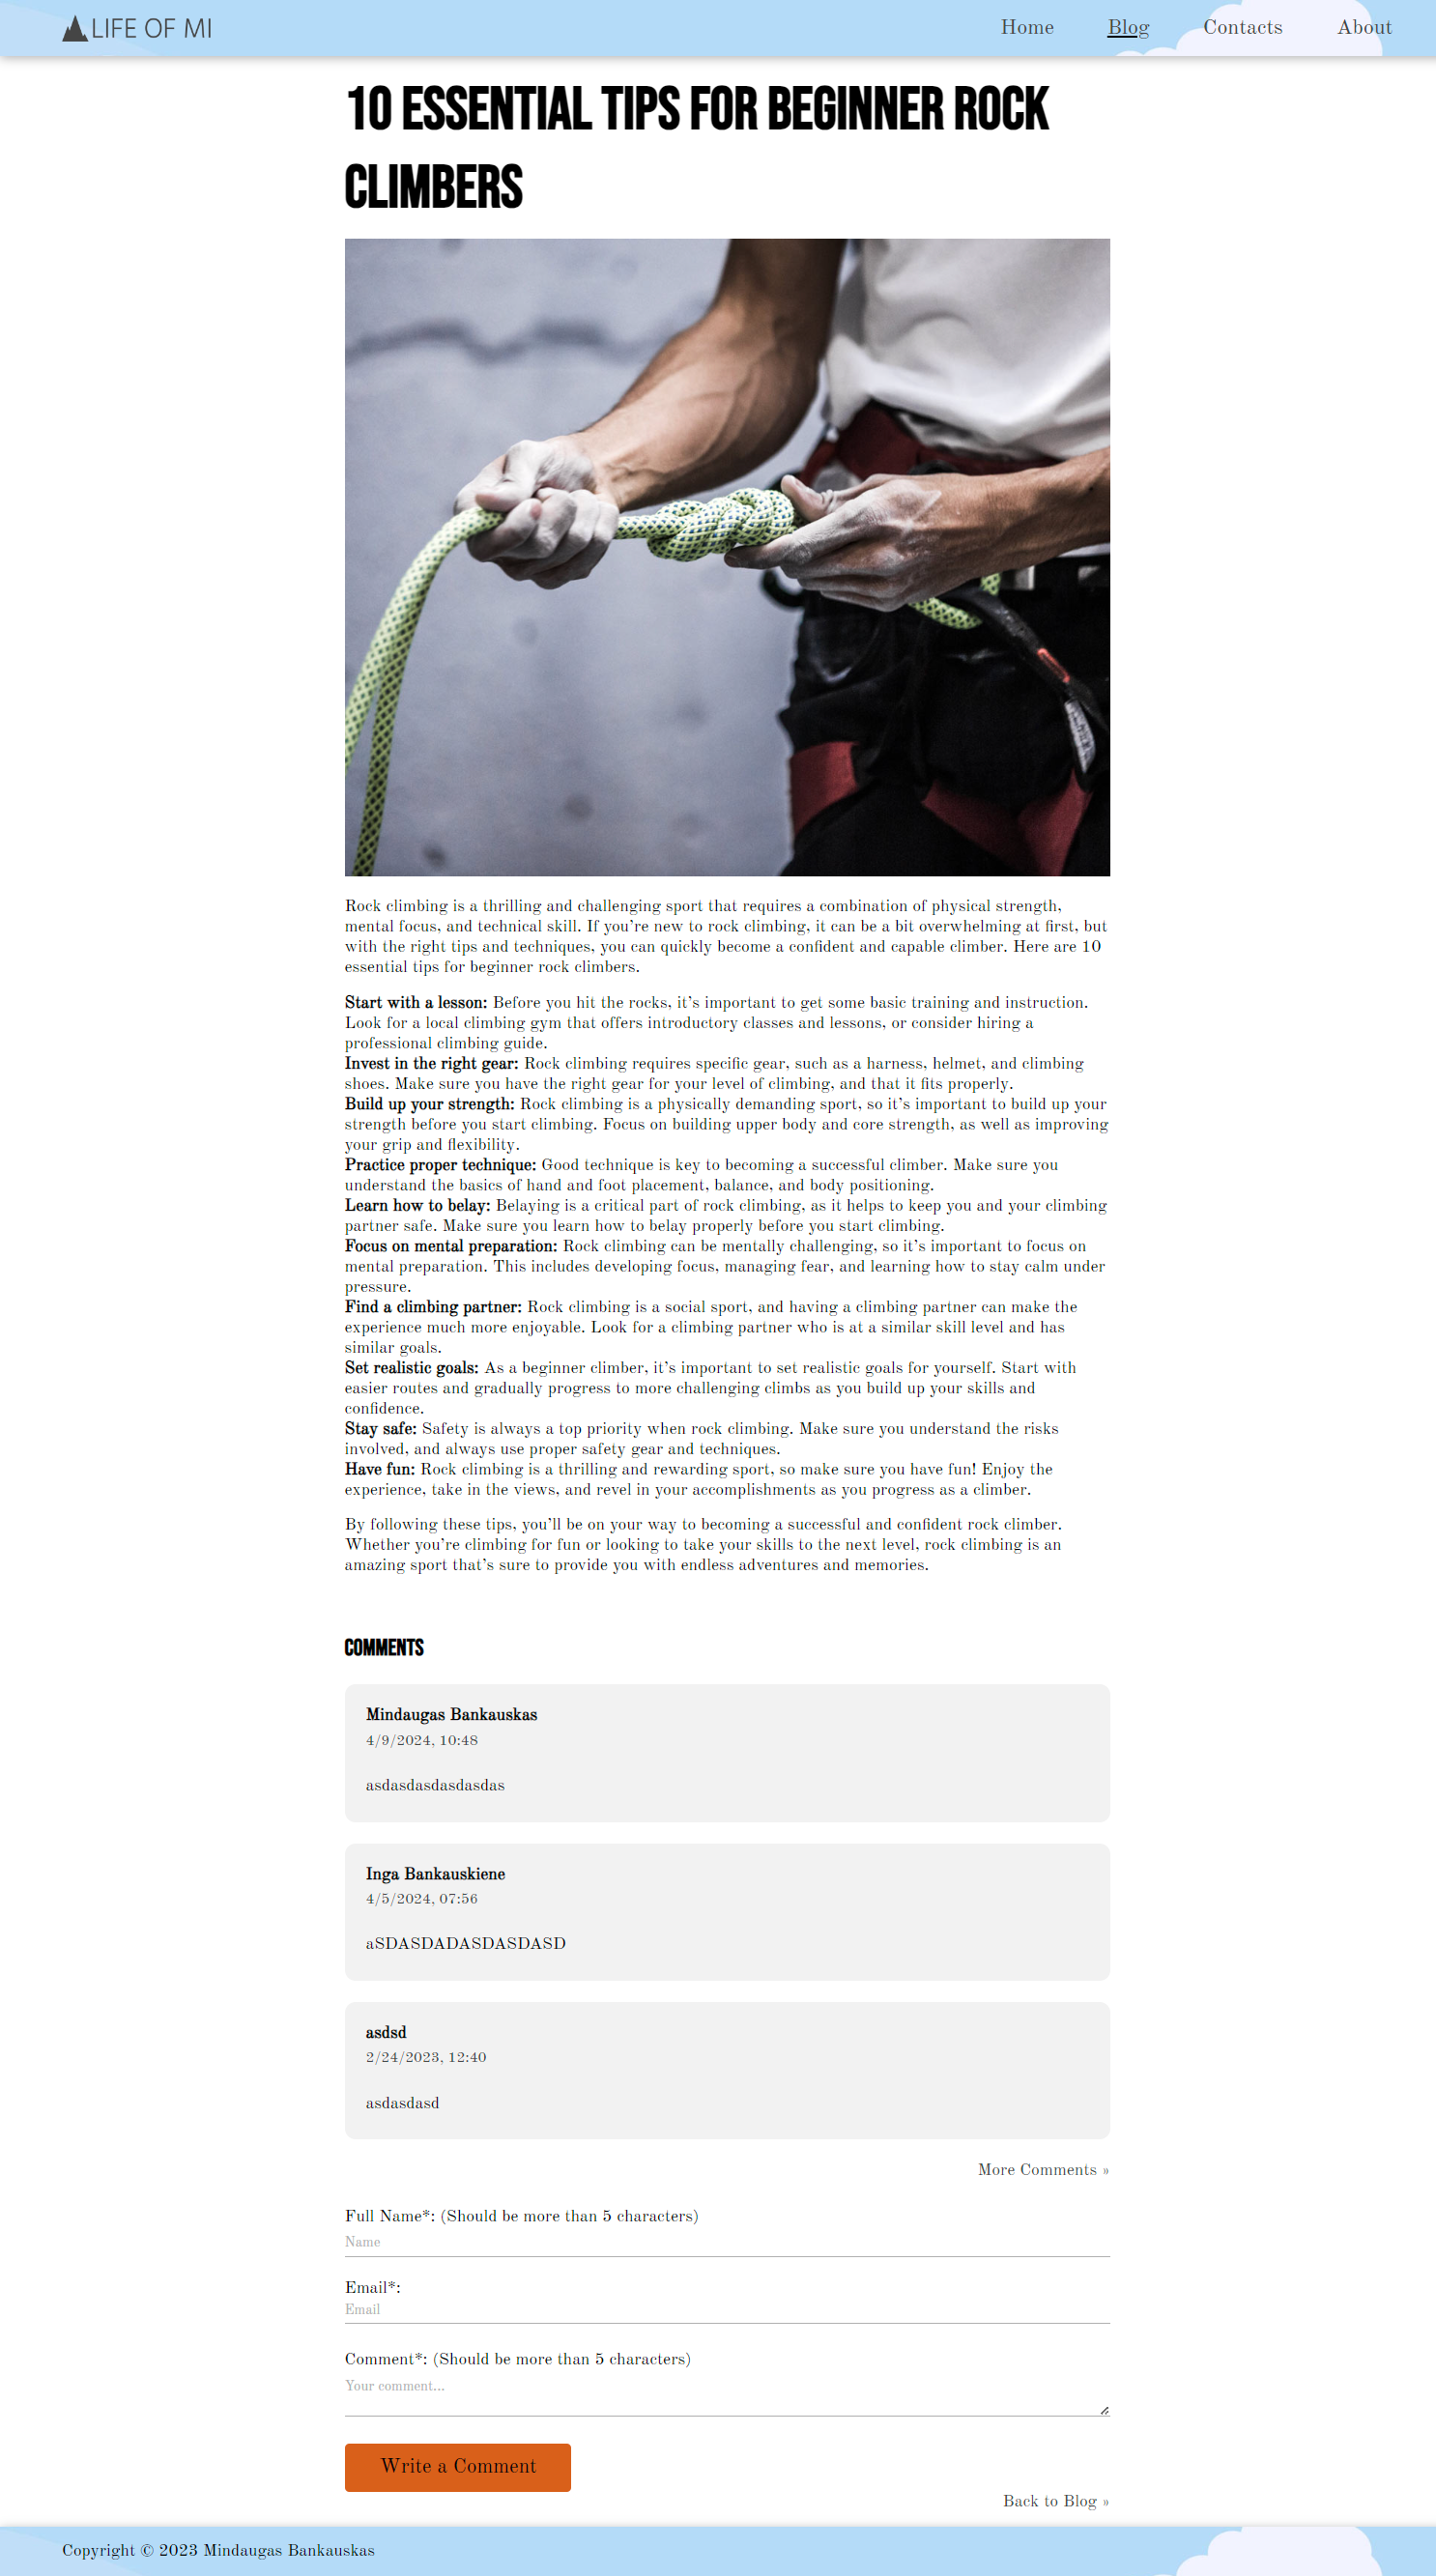 LIFE OF MI
Home Blog Contacts About
10 ESSENTIAL TIPS FOR BEGINNER ROCK
CLIMBERS
Rock climbing is a thrilling and challenging sport that requires a combination of physical strength,
mental focus, and technical skill. If you're new to rock climbing, it can be a bit overwhelming at first, but
with the right tips and techniques, you can quickly become a confident and capable climber. Here are 10
essential tips for beginner rock climbers.
Start with a lesson: Before you hit the rocks, it's important to get some basic training and instruction.
Look for a local climbing gym that offers introductory classes and lessons, or consider hiring a
professional climbing guide.
Invest in the right gear: Rock climbing requires specific gear, such as a harness, helmet, and climbing
shoes. Make sure you have the right gear for your level of climbing, and that it fits properly.
Build up your strength: Rock climbing is a physically demanding sport, so it's important to build up your
strength before you start climbing. Focus on building upper body and core strength, as well as improving
your grip and flexibility.
Practice proper technique: Good technique is key to becoming a successful climber. Make sure you
understand the basics of hand and foot placement, balance, and body positioning.
Learn how to belay: Belaying is a critical part of rock climbing, as it helps to keep you and your climbing
partner safe. Make sure you learn how to belay properly before you start climbing.
Focus on mental preparation: Rock climbing can be mentally challenging, so it's important to focus on
mental preparation. This includes developing focus, managing fear, and learning how to stay calm under
pressure.
Find a climbing partner: Rock climbing is a social sport, and having a climbing partner can make the
experience much more enjoyable. Look for a climbing partner who is at a similar skill level and has
similar goals.
Set realistic goals: As a beginner climber, it's important to set realistic goals for yourself. Start with
easier routes and gradually progress to more challenging climbs as you build up your skills and
confidence.
Stay safe: Safety is always a top priority when rock climbing. Make sure you understand the risks
involved, and always use proper safety gear and techniques.
Have fun: Rock climbing is a thrilling and rewarding sport, so make sure you have fun! Enjoy the
experience, take in the views, and revel in your accomplishments as you progress as a climber.
By following these tips, you'll be on your way to becoming a successful and confident rock climber.
Whether you're climbing for fun or looking to take your skills to the next level, rock climbing is an
amazing sport that's sure to provide you with endless adventures and memories.
COMMENTS
Mindaugas Bankauskas
4/9/2024, 10:48
asdasdasdasdasdas
Inga Bankauskiene
4/5/2024, 07:56
aSDASDADASDASDASD
asdsd
2/24/2023, 12:40
asdasdasd
More Comments »
Full Name*: (Should be more than 5 characters)
Name
Email*:
Email
Comment*: (Should be more than 5 characters)
Your comment...
Write a Comment
Back to Blog »
Copyright © 2023 Mindaugas Bankauskas